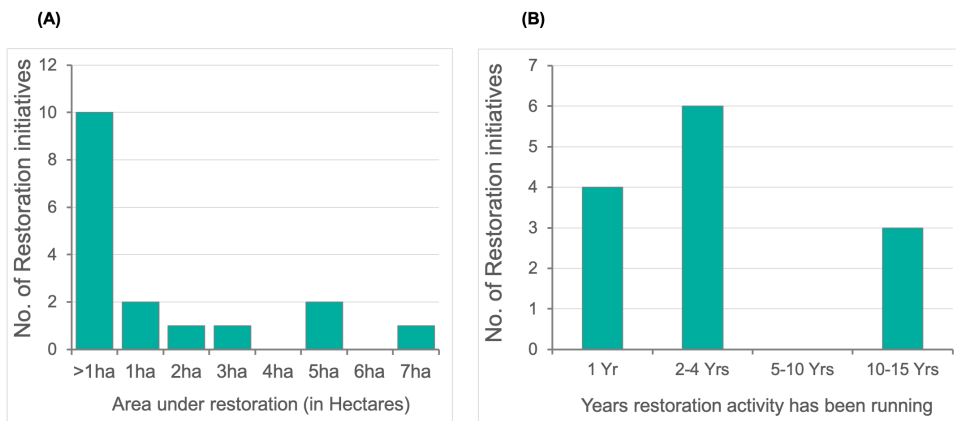 (A)
No. of Restoration initiatives
12
10
8
6
4
2
0
>1ha 1ha 2ha 3ha 4ha 5ha 6ha 7ha
Area under restoration (in Hectares)
(B)
No. of Restoration initiatives
7
6
5
4
3
2
1
0
1 Yr 2-4 Yrs 5-10 Yrs 10-15 Yrs
Years restoration activity has been running